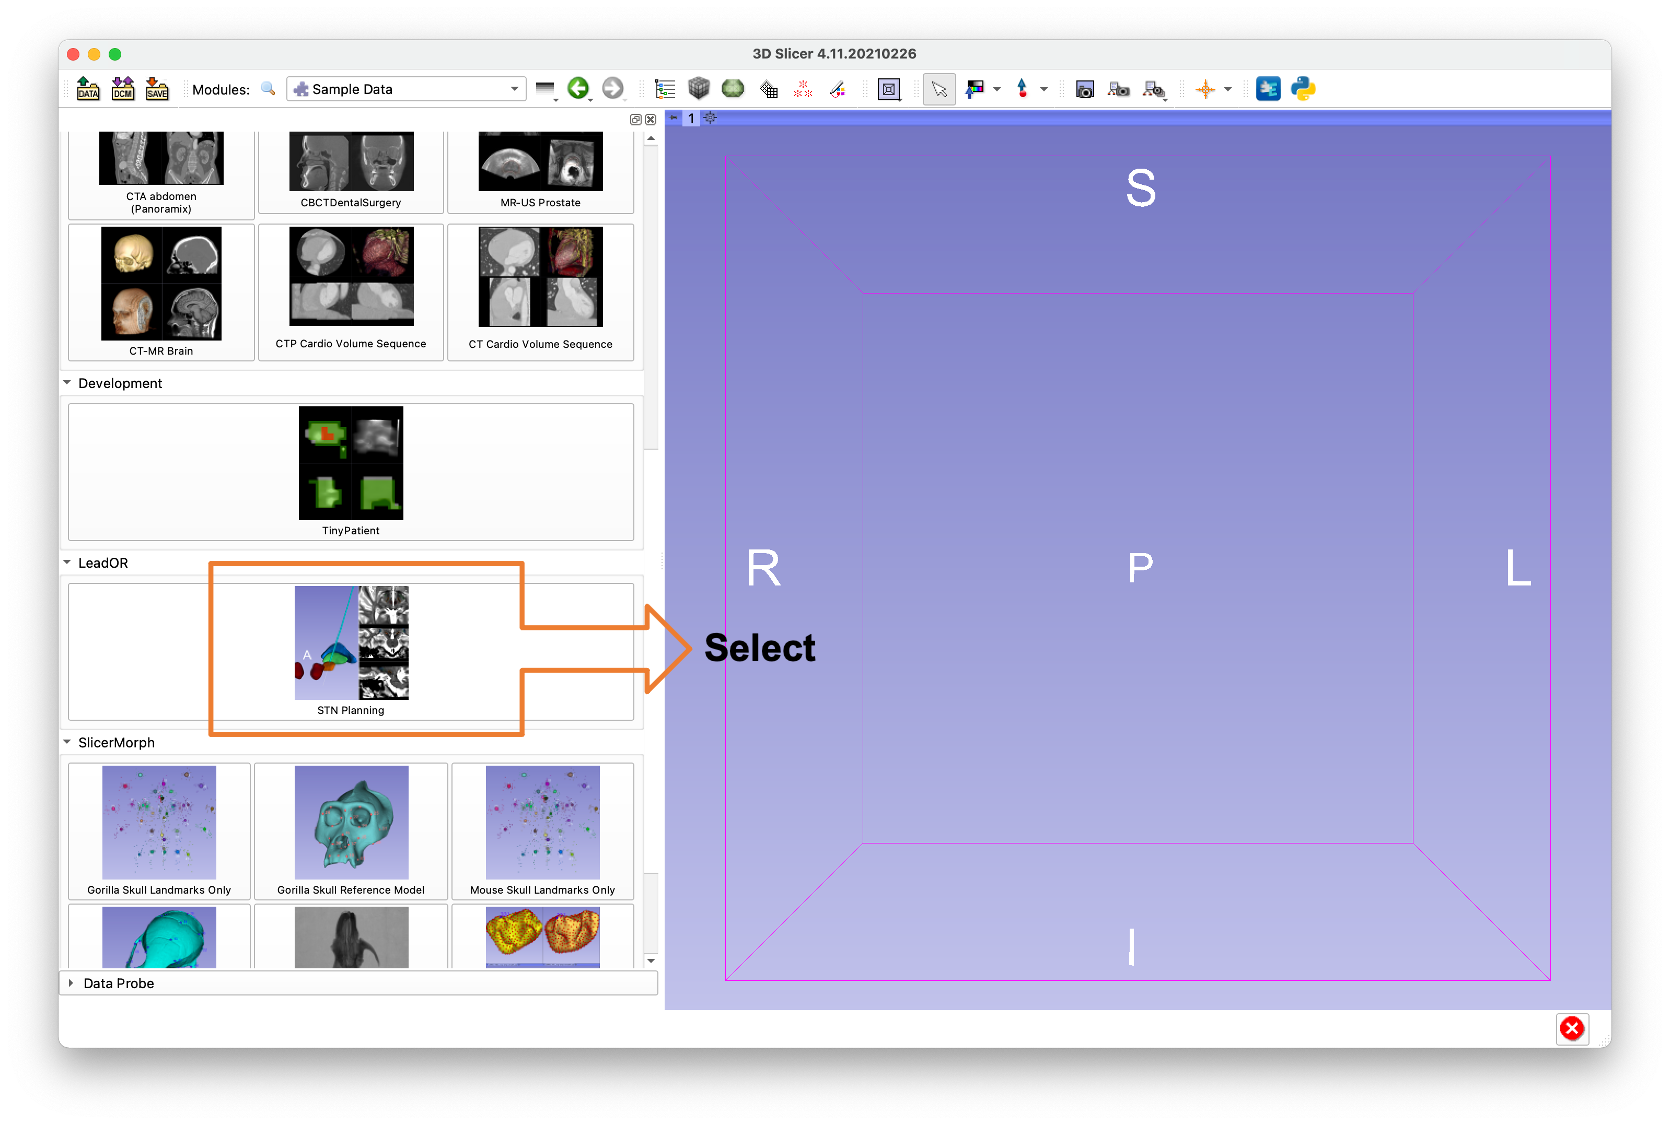 3D Slicer 4.11.20210226
DATA
DCM
SAVE
Modules:
Sample Data
1
CTA abdomen
(Panoramix)
CBCTDentalSurgery
MR-US Prostate
CT-MR Brain
CTP Cardio Volume Sequence
CT Cardio Volume Sequence
Development
TinyPatient
LeadOR
A
STN Planning
Select
SlicerMorph
Gorilla Skull Landmarks Only
Gorilla Skull Reference Model
Mouse Skull Landmarks Only
Data Probe
S
R
P
L
I